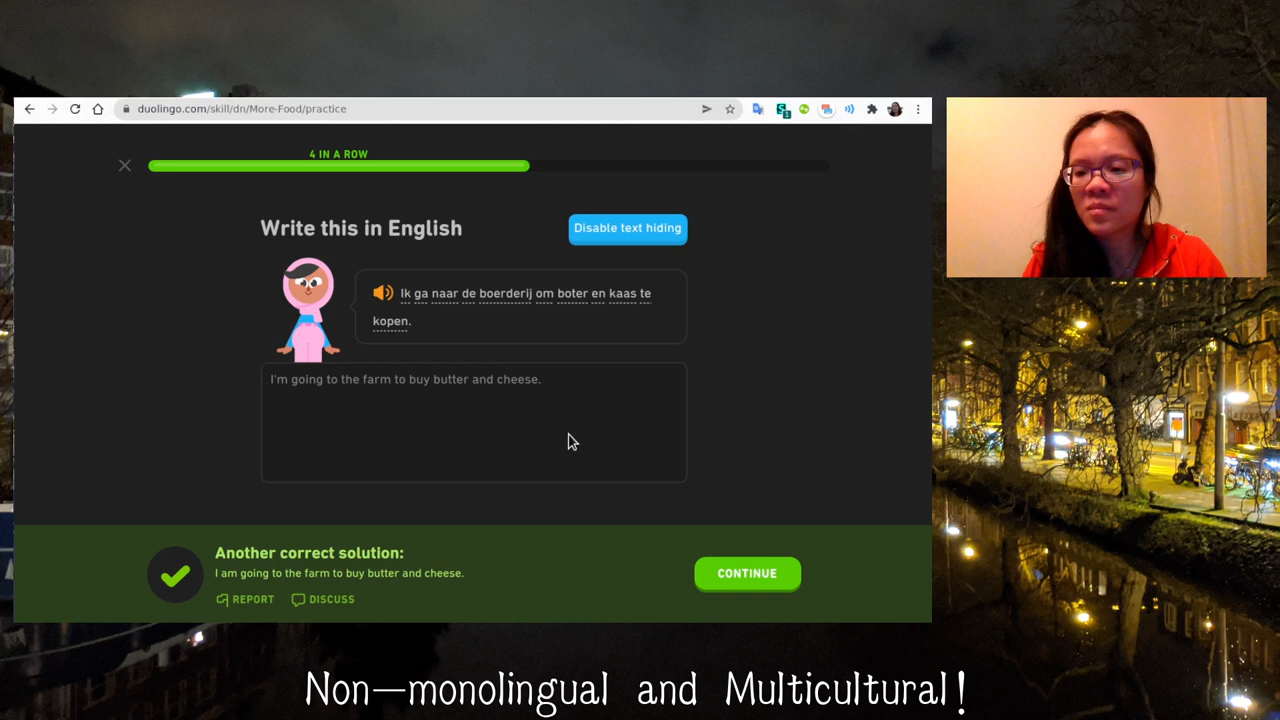 duolingo.com/skill/dn/More-Food/practice
4 IN A ROW
Write this in English
Disable text hiding
Ik ga naar de boerderij om boter en kaas te
kopen.
I'm going to the farm to buy butter and cheese.
Another correct solution:
I am going to the farm to buy butter and cheese.
REPORT
DISCUSS
CONTINUE
Non-monolingual and Multicultural!